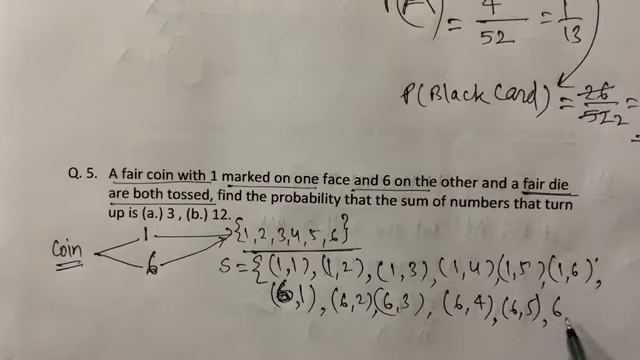 P(A) = 4/52 = 1/13
P(Black Card) = 26/52 2 =
=
Q. 5. A fair coin with 1 marked on one face and 6 on the other and a fair die
are both tossed, find the probability that the sum of numbers that turn
up is (a.) 3 , (b.) 12.
1 {1,2,3,4,5,6}
Coin
6 S = {(1,1), (1,2), (1,3), (1,4), (1,5), (1,6);
(6,1), (6,2) (6,3), (6,4), (6,5), 6